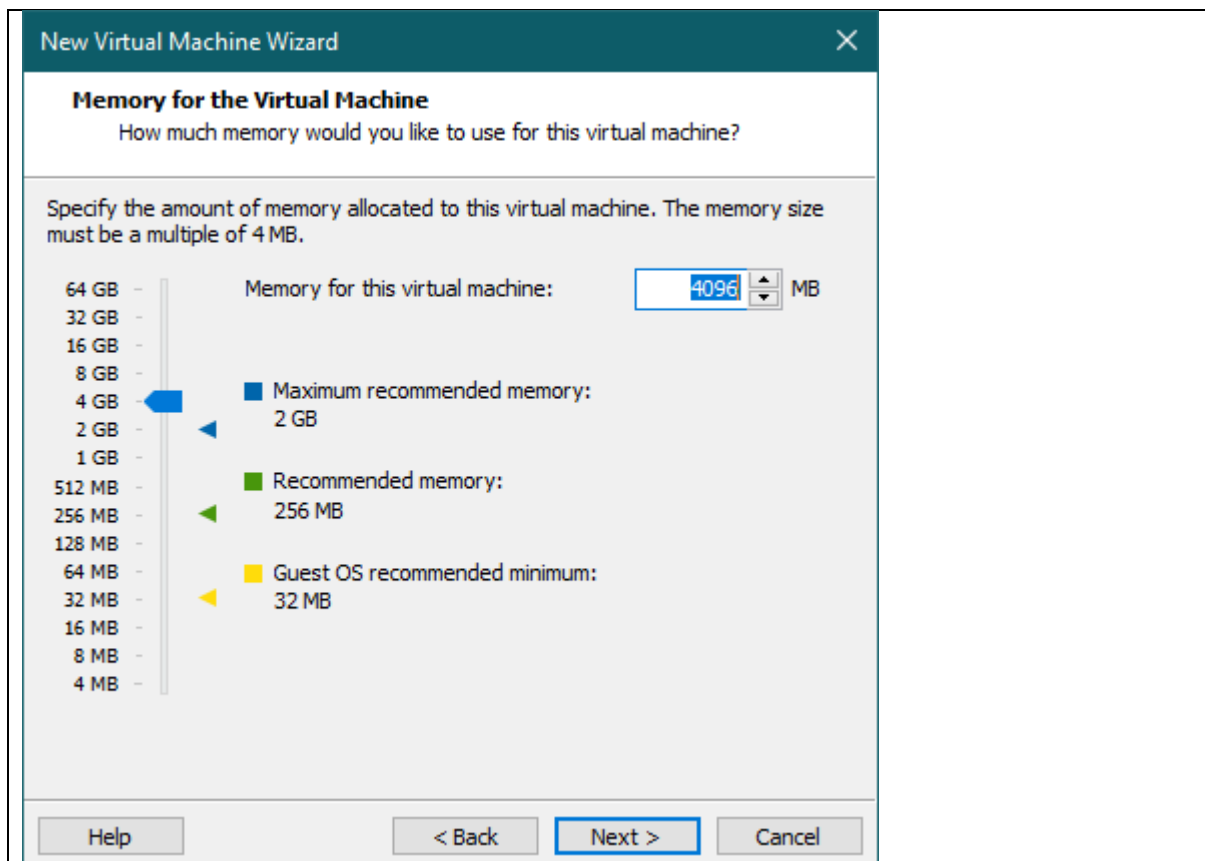 New Virtual Machine Wizard
Memory for the Virtual Machine
How much memory would you like to use for this virtual machine?
Specify the amount of memory allocated to this virtual machine. The memory size
must be a multiple of 4 MB.
64 GB
Memory for this virtual machine:
4096
MB
32 GB
16 GB
8 GB
4 GB
2 GB
1 GB
512 MB
256 MB
128 MB
64 MB
32 MB
16 MB
8 MB
4 MB
Maximum recommended memory:
2 GB
Recommended memory:
256 MB
Guest OS recommended minimum:
32 MB
Help
< Back
Next >
Cancel